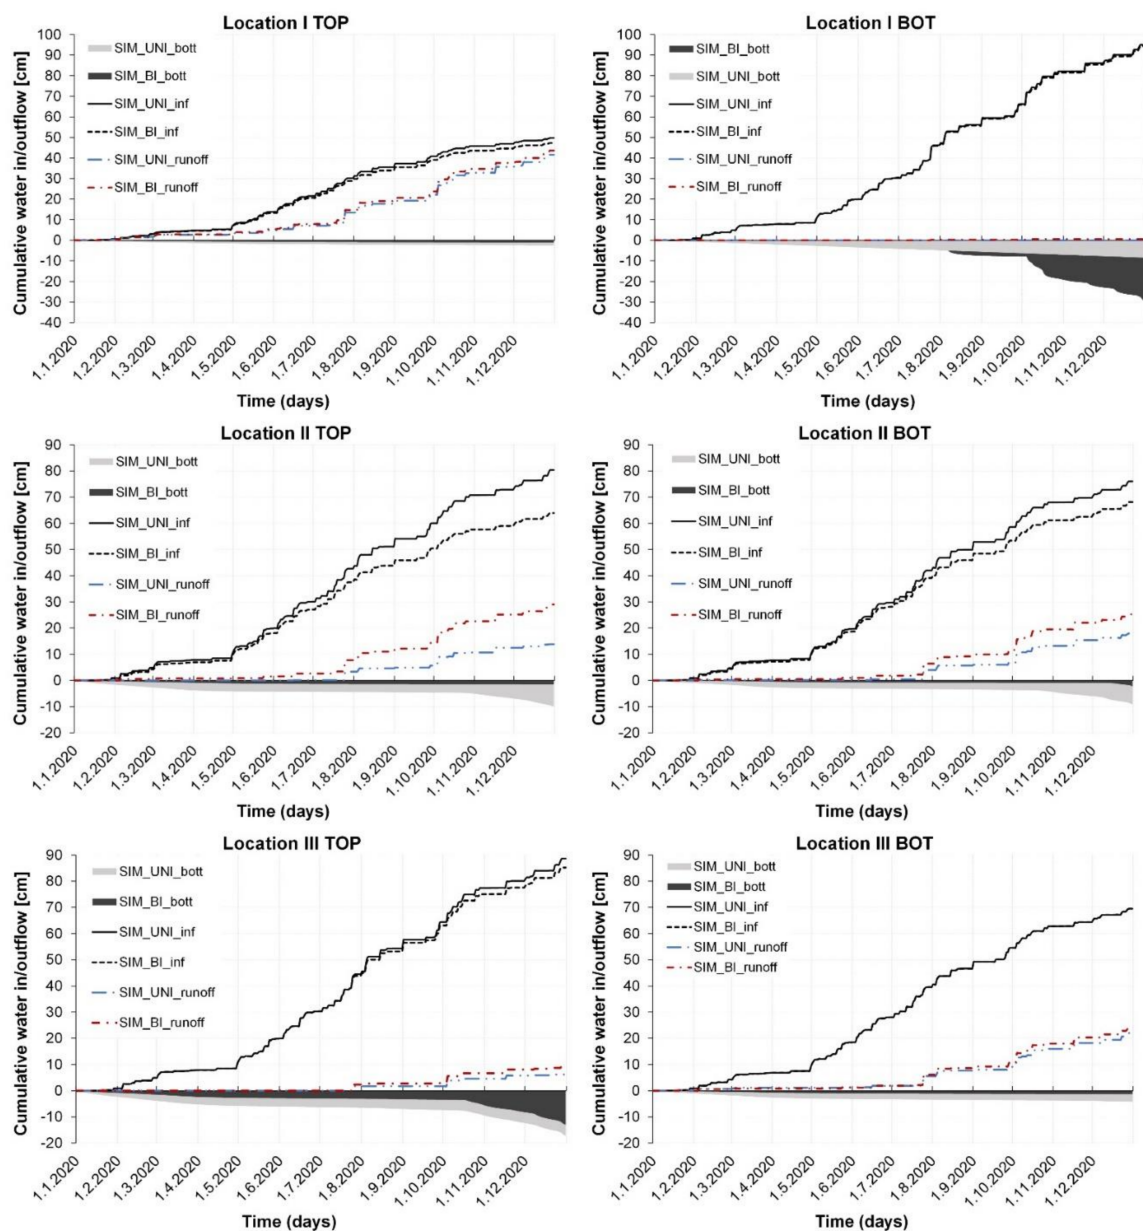 Location I TOP
Cumulative water in/outflow [cm]
100
90
80
70
60
50
40
30
20
10
0
-10
-20
-30
-40
SIM_UNI_bott
SIM_BI_bott
SIM_UNI_inf
SIM_BI_inf
SIM_UNI_runoff
SIM_BI_runoff
1.1.2020
1.2.2020
1.3.2020
1.4.2020
1.5.2020
1.6.2020
1.7.2020
1.8.2020
1.9.2020
1.10.2020
1.11.2020
1.12.2020
Time (days)
Location I BOT
Cumulative water in/outflow [cm]
100
90
80
70
60
50
40
30
20
10
0
-10
-20
-30
-40
SIM_BI_bott
SIM_UNI_bott
SIM_UNI_inf
SIM_BI_inf
SIM_UNI_runoff
SIM_BI_runoff
1.1.2020
1.2.2020
1.3.2020
1.4.2020
1.5.2020
1.6.2020
1.7.2020
1.8.2020
1.9.2020
1.10.2020
1.11.2020
1.12.2020
Time (days)
Location II TOP
Cumulative water in/outflow [cm]
90
80
70
60
50
40
30
20
10
0
-10
-20
SIM_UNI_bott
SIM_BI_bott
SIM_UNI_inf
SIM_BI_inf
SIM_UNI_runoff
SIM_BI_runoff
1.1.2020
1.2.2020
1.3.2020
1.4.2020
1.5.2020
1.6.2020
1.7.2020
1.8.2020
1.9.2020
1.10.2020
1.11.2020
1.12.2020
Time (days)
Location II BOT
Cumulative water in/outflow [cm]
90
80
70
60
50
40
30
20
10
0
-10
-20
SIM_UNI_bott
SIM_BI_bott
SIM_UNI_inf
SIM_BI_inf
SIM_UNI_runoff
SIM_BI_runoff
1.1.2020
1.2.2020
1.3.2020
1.4.2020
1.5.2020
1.6.2020
1.7.2020
1.8.2020
1.9.2020
1.10.2020
1.11.2020
1.12.2020
Time (days)
Location III TOP
Cumulative water in/outflow [cm]
90
80
70
60
50
40
30
20
10
0
-10
-20
SIM_UNI_bott
SIM_BI_bott
SIM_UNI_inf
SIM_BI_inf
SIM_UNI_runoff
SIM_BI_runoff
1.1.2020
1.2.2020
1.3.2020
1.4.2020
1.5.2020
1.6.2020
1.7.2020
1.8.2020
1.9.2020
1.10.2020
1.11.2020
1.12.2020
Time (days)
Location III BOT
Cumulative water in/outflow [cm]
90
80
70
60
50
40
30
20
10
0
-10
-20
SIM_UNI_bott
SIM_BI_bott
SIM_UNI_inf
SIM_BI_inf
SIM_UNI_runoff
SIM_BI_runoff
1.1.2020
1.2.2020
1.3.2020
1.4.2020
1.5.2020
1.6.2020
1.7.2020
1.8.2020
1.9.2020
1.10.2020
1.11.2020
1.12.2020
Time (days)